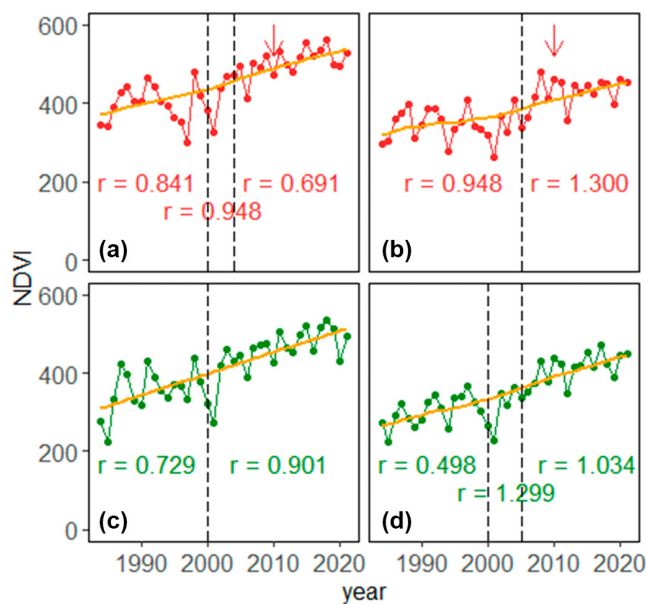 NDVI
600
400
200
0
r = 0.841
r = 0.691
r = 0.948
(a)
r = 0.948
r = 1.300
(b)
600
400
200
0
r = 0.729
r = 0.901
(c)
r = 0.498
r = 1.034
r = 1.299
(d)
1990 2000 2010 2020 1990 2000 2010 2020
year